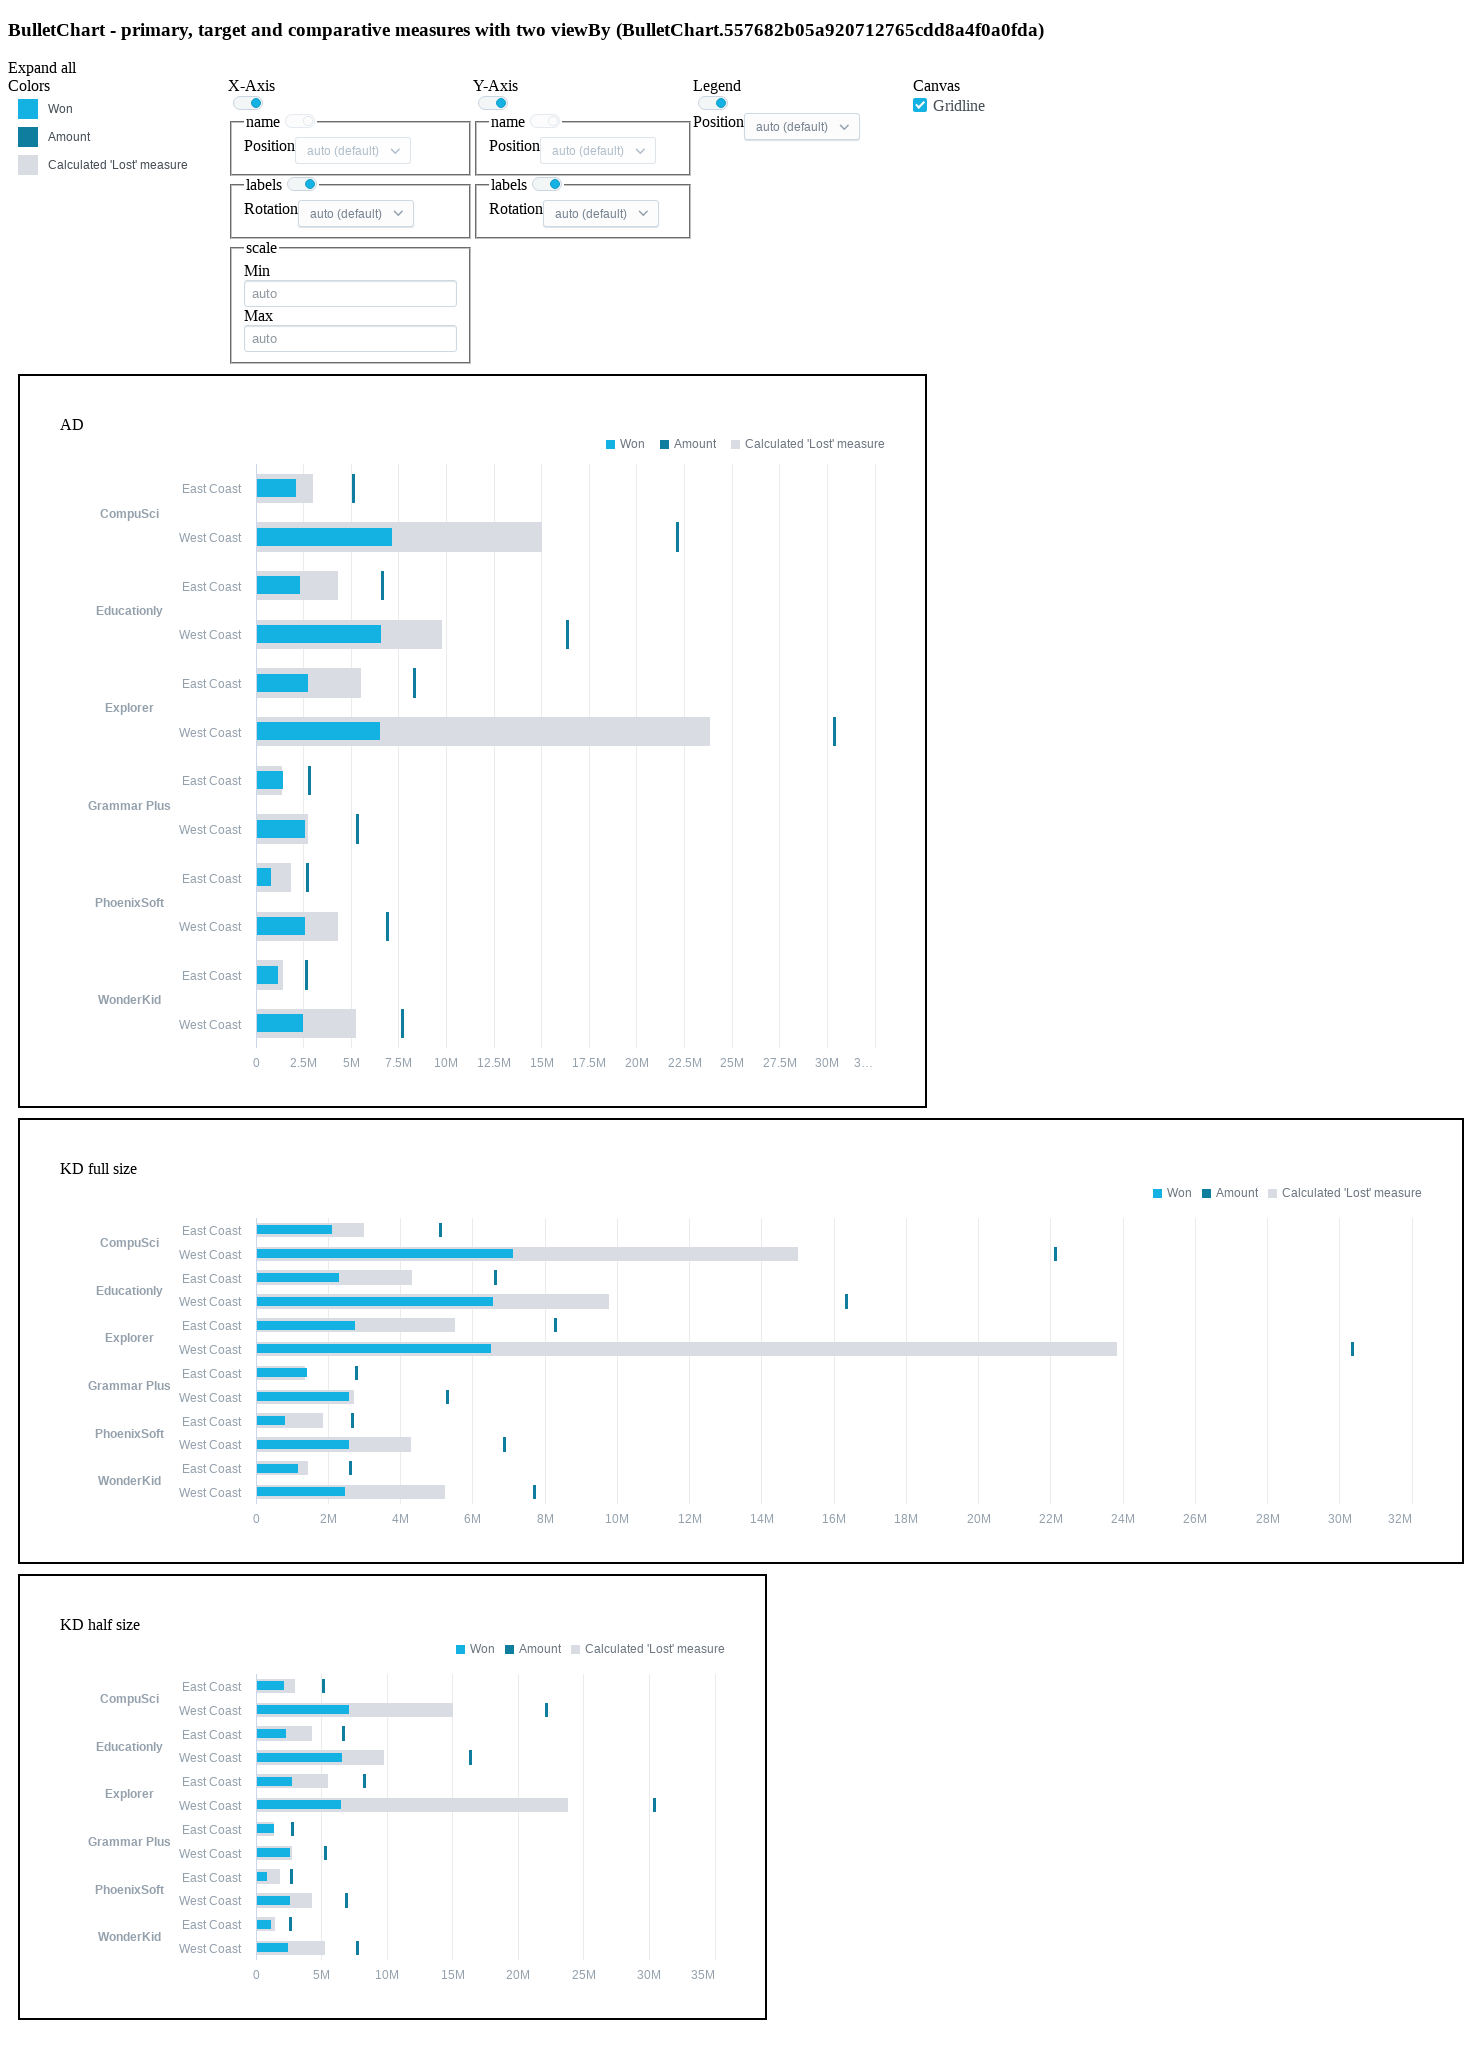 BulletChart - primary, target and comparative measures with two viewBy (BulletChart.557682b05a920712765cdd8a4f0a0fda)
Expand all
Colors
Won
Amount
Calculated 'Lost' measure
X-Axis
name
Position auto (default)
labels
Rotation auto (default)
scale
Min
auto
Max
auto
Y-Axis
name
Position auto (default)
labels
Rotation auto (default)
Legend
Position auto (default)
Canvas
Gridline
AD
Won Amount Calculated 'Lost' measure
CompuSci
East Coast
West Coast
Educationly
East Coast
West Coast
Explorer
East Coast
West Coast
Grammar Plus
East Coast
West Coast
PhoenixSoft
East Coast
West Coast
WonderKid
East Coast
West Coast
0 2.5M 5M 7.5M 10M 12.5M 15M 17.5M 20M 22.5M 25M 27.5M 30M 3…
KD full size
Won Amount Calculated 'Lost' measure
CompuSci
East Coast
West Coast
Educationly
East Coast
West Coast
Explorer
East Coast
West Coast
Grammar Plus
East Coast
West Coast
PhoenixSoft
East Coast
West Coast
WonderKid
East Coast
West Coast
0 2M 4M 6M 8M 10M 12M 14M 16M 18M 20M 22M 24M 26M 28M 30M 32M
KD half size
Won Amount Calculated 'Lost' measure
CompuSci
East Coast
West Coast
Educationly
East Coast
West Coast
Explorer
East Coast
West Coast
Grammar Plus
East Coast
West Coast
PhoenixSoft
East Coast
West Coast
WonderKid
East Coast
West Coast
0 5M 10M 15M 20M 25M 30M 35M